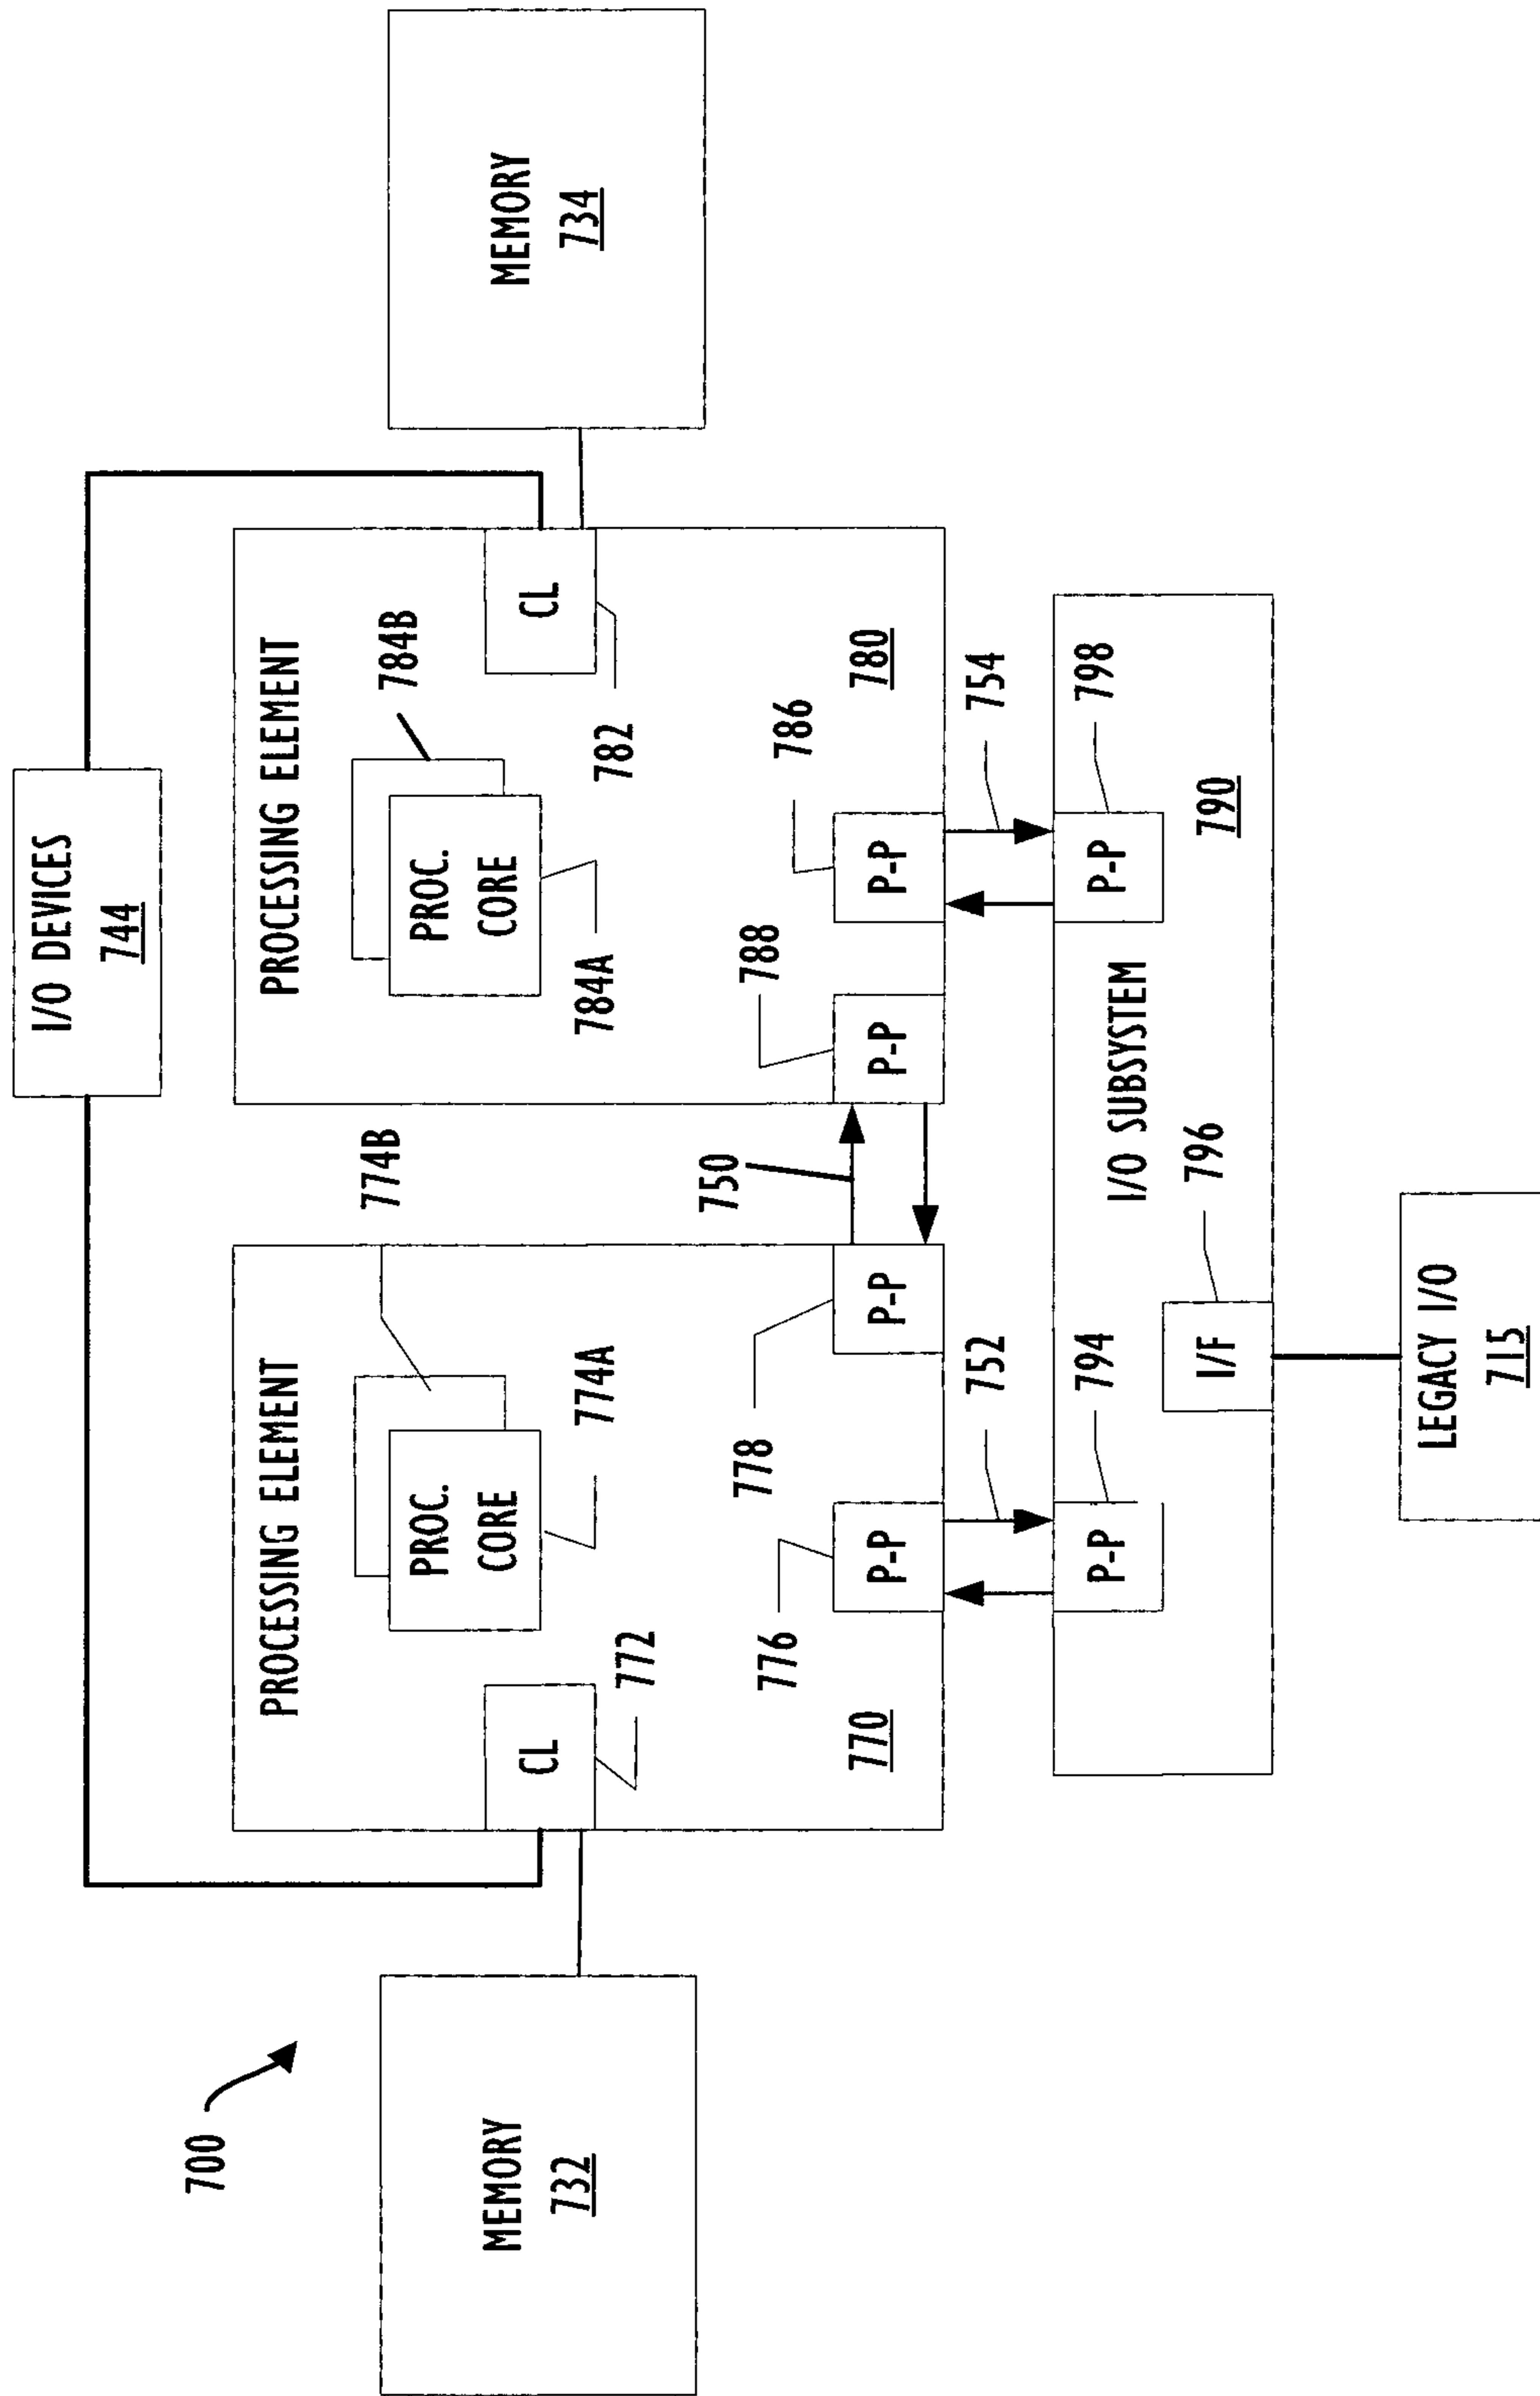 700
I/O DEVICES
744
MEMORY
732
MEMORY
734
PROCESSING ELEMENT
774B
PROC.
CORE
774A
CL
772
776
778
P-P
P-P
770
PROCESSING ELEMENT
784B
PROC.
CORE
784A
CL
782
788
786
P-P
P-P
780
750
752
754
794
798
P-P
P-P
I/O SUBSYSTEM
790
796
I/F
LEGACY I/O
715